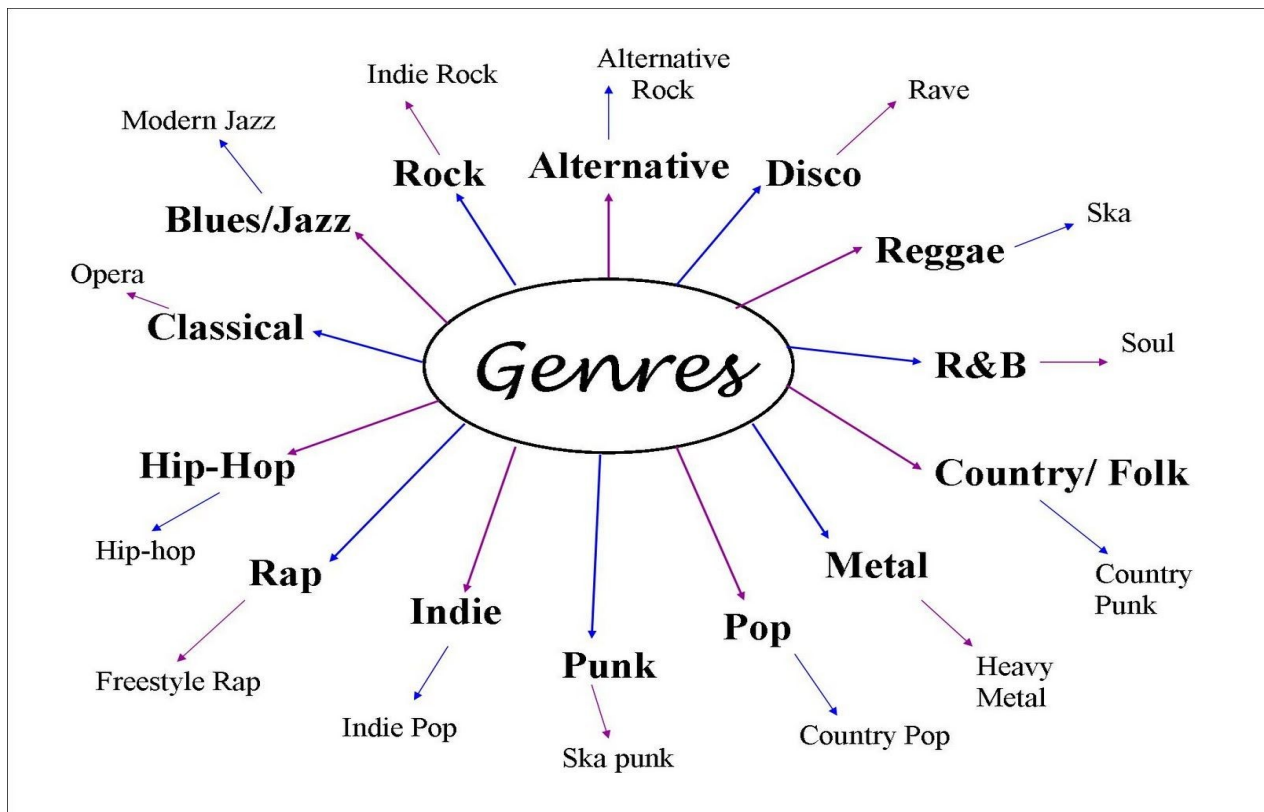 Genres
Alternative
Alternative
Rock
Disco
Rave
Reggae
Ska
R&B
Soul
Country/ Folk
Country
Punk
Metal
Heavy
Metal
Pop
Country Pop
Punk
Ska punk
Indie
Indie Pop
Rap
Freestyle Rap
Hip-Hop
Hip-hop
Classical
Opera
Blues/Jazz
Modern Jazz
Rock
Indie Rock